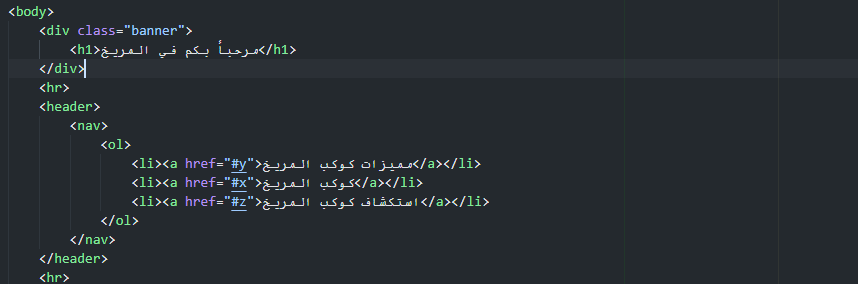 <body>
<div class="banner">
<h1>مرحبأ بكم في المريخ</h1>
</div>
<hr>
<header>
<nav>
<ol>
<li><a href="#y">مميزات كوكب المريخ</a></li>
<li><a href="#x">كوكب المريخ</a></li>
<li><a href="#z">استكشاف كوكب المريخ</a></li>
</ol>
</nav>
</header>
<hr>